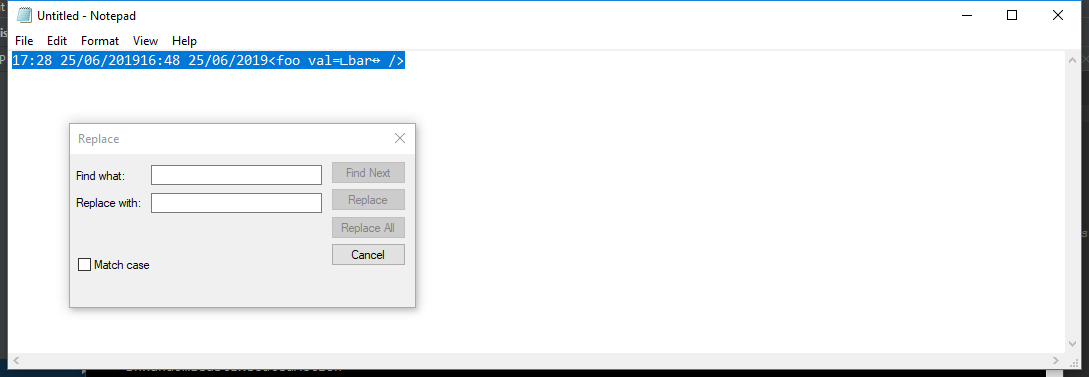 Untitled - Notepad
File Edit Format View Help
17:28 25/06/201916:48 25/06/2019<foo val=∟bar↔ />
Replace
Find what:
Find Next
Replace with:
Replace
Replace All
Cancel
Match case